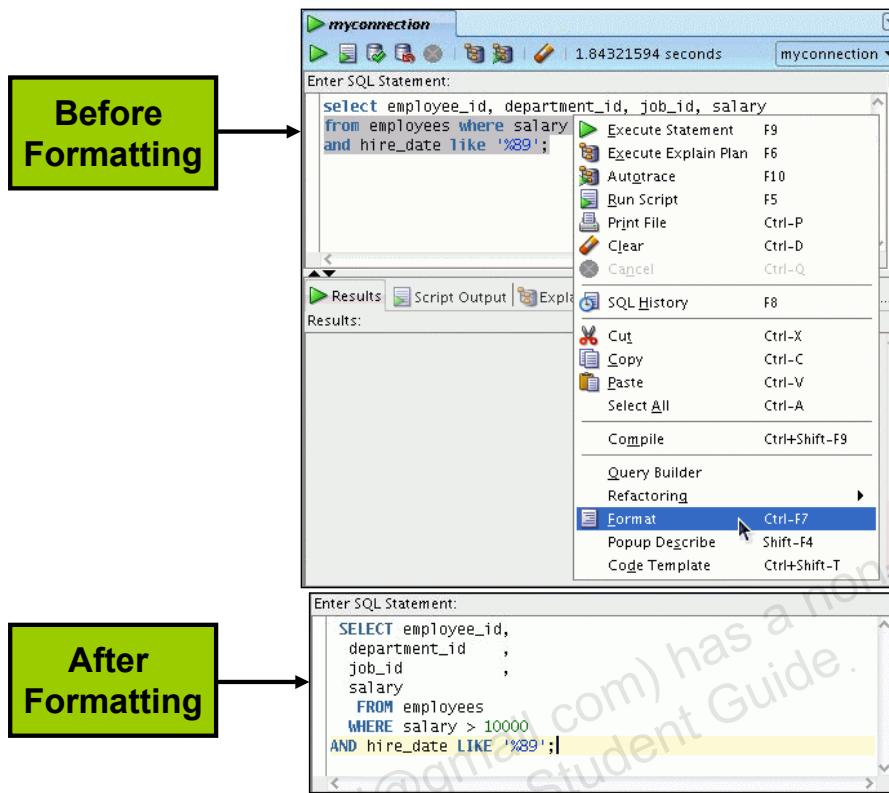 myconnection
1.84321594 seconds
myconnection
Enter SQL Statement:
Before
Formatting
select employee_id, department_id, job_id, salary
from employees where salary
and hire_date like '%89';
Execute Statement F9
Execute Explain Plan F6
Autotrace F10
Run Script F5
Print File Ctrl-P
Clear Ctrl-D
Cancel Ctrl-Q
SQL History F8
Cut Ctrl-X
Copy Ctrl-C
Paste Ctrl-V
Select All Ctrl-A
Compile Ctrl+Shift-F9
Query Builder
Refactoring
Format Ctrl-F7
Popup Describe Shift-F4
Code Template Ctrl+Shift-T
Results Script Output
Results:
After
Formatting
Enter SQL Statement:
SELECT employee_id,
department_id ,
job_id ,
salary
FROM employees
WHERE salary > 10000
AND hire_date LIKE '%89';
com) has a
Student Guide.